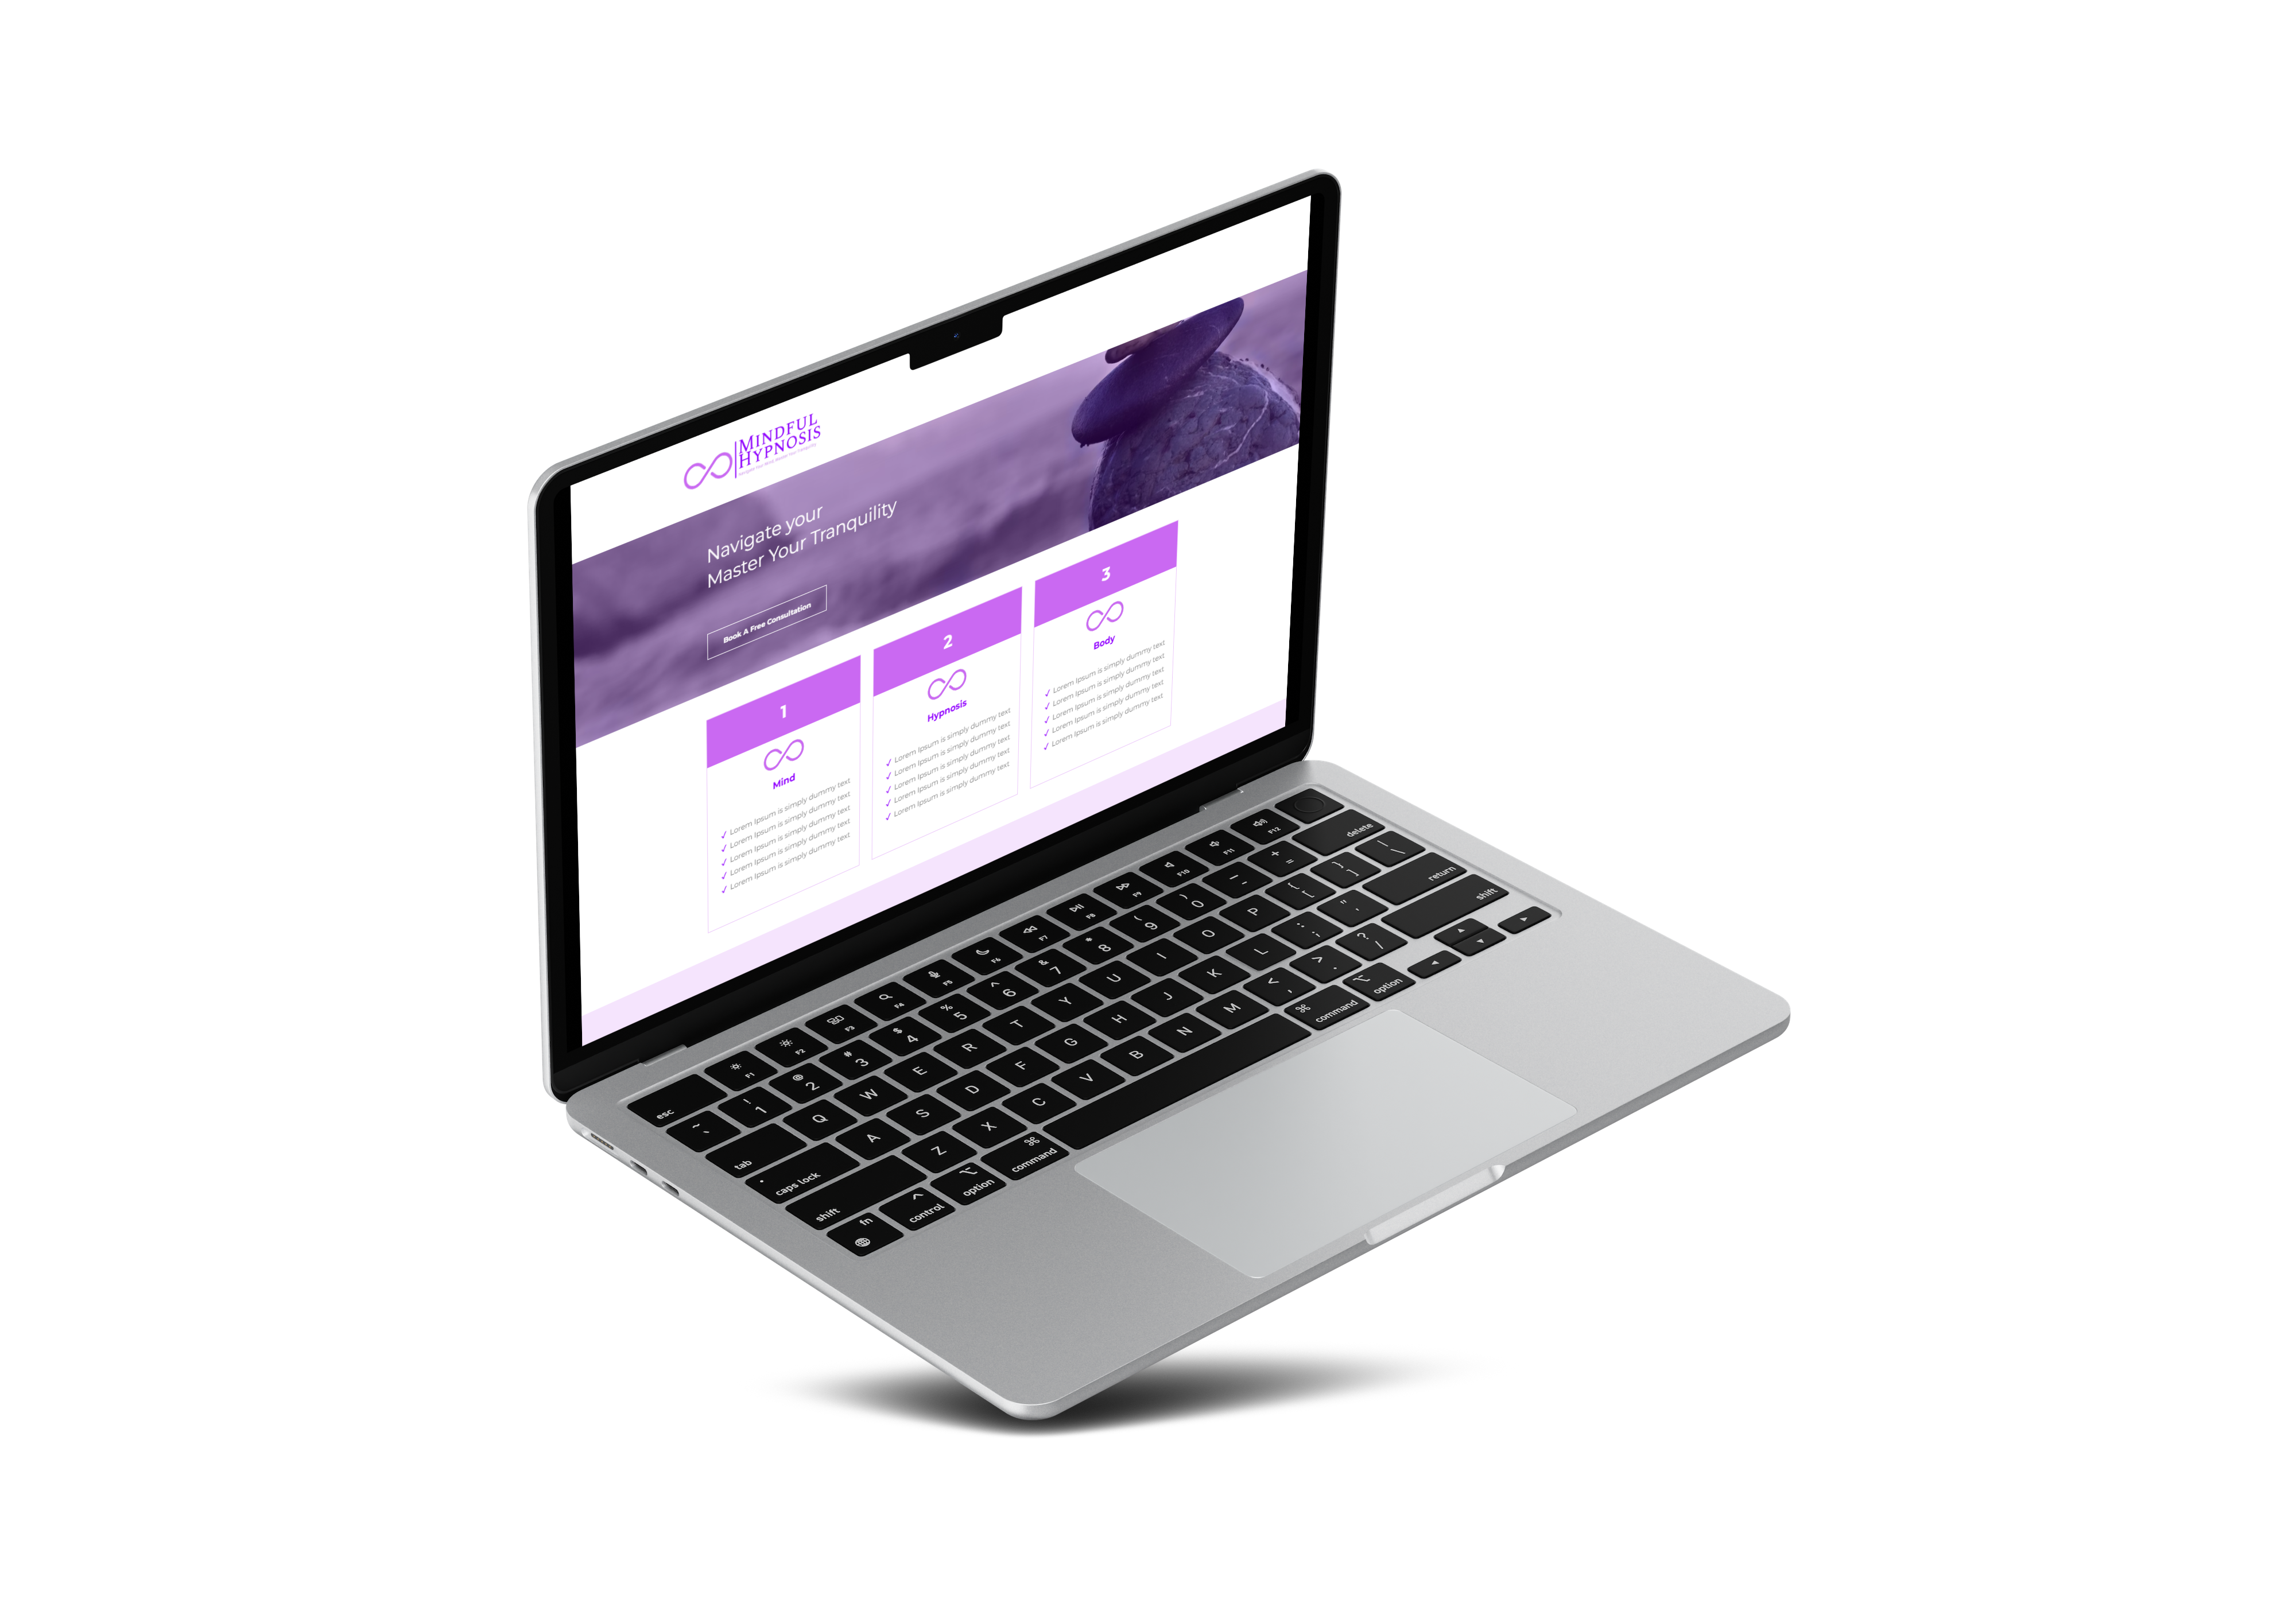 MINDFUL
HYPNOSIS
Navigate your
Master Your Tranquility
Book A Free Consultation
1
Mind
✓ Lorem Ipsum is simply dummy text
✓ Lorem Ipsum is simply dummy text
✓ Lorem Ipsum is simply dummy text
✓ Lorem Ipsum is simply dummy text
✓ Lorem Ipsum is simply dummy text
2
Hypnosis
✓ Lorem Ipsum is simply dummy text
✓ Lorem Ipsum is simply dummy text
✓ Lorem Ipsum is simply dummy text
✓ Lorem Ipsum is simply dummy text
✓ Lorem Ipsum is simply dummy text
3
Body
✓ Lorem Ipsum is simply dummy text
✓ Lorem Ipsum is simply dummy text
✓ Lorem Ipsum is simply dummy text
✓ Lorem Ipsum is simply dummy text
✓ Lorem Ipsum is simply dummy text
esc F1 F2 F3 F4 F5 F6 F7 F8 F9 F10 F11 F12
~ ` ! 1 @ 2 # 3 $ 4 % 5 ^ 6 & 7 * 8 ( 9 ) 0 — - + = delete
tab Q W E R T Y U I O P { [ } ] | \
caps lock A S D F G H J K L : ; " ' return
shift Z X C V B N M < , > . ? / shift
fn ^ control ⌥ option ⌘ command ⌘ command ⌥ option ◀ ▲ ▼ ▶